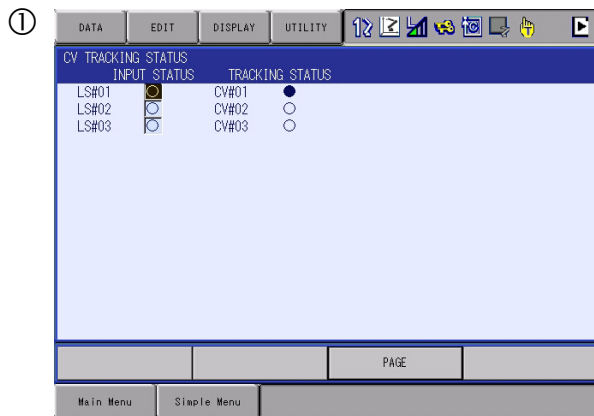 ①
DATA EDIT DISPLAY UTILITY
CV TRACKING STATUS
INPUT STATUS TRACKING STATUS
LS#01 CV#01
LS#02 CV#02
LS#03 CV#03
PAGE
Main Menu Simple Menu